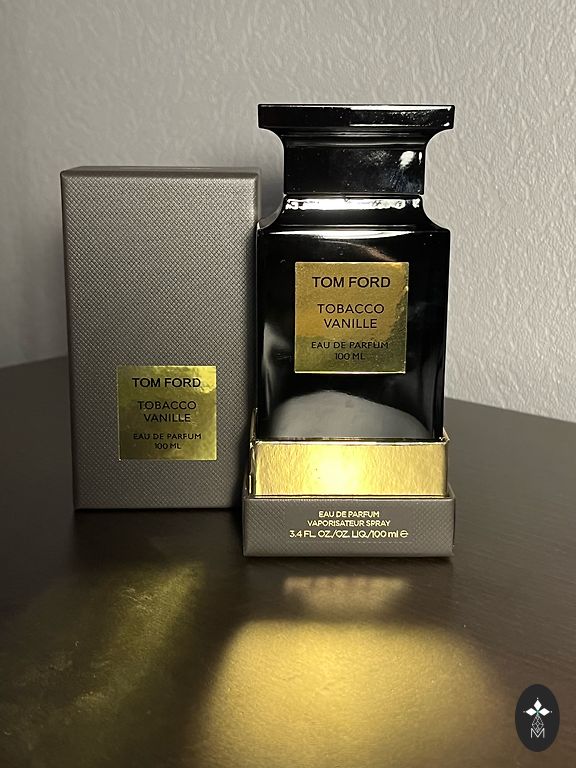 TOM FORD
TOBACCO
VANILLE
EAU DE PARFUM
100 ML
TOM FORD
TOBACCO
VANILLE
EAU DE PARFUM
100 ML
EAU DE PARFUM
VAPORISATEUR SPRAY
3.4 FL. OZ./OZ. LIQ./100 ml ℮
M